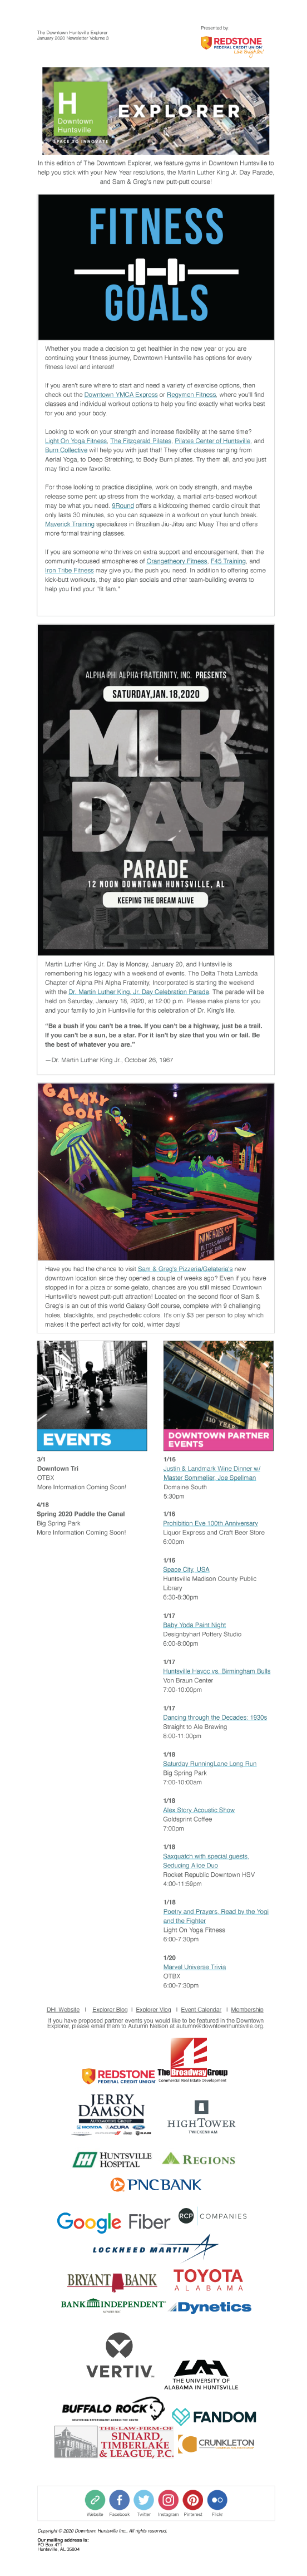 The Downtown Huntsville Explorer
January 2020 Newsletter Volume 3
Presented by
REDSTONE
FEDERAL CREDIT UNION
Live Bright!
H
Downtown
Huntsville
SPACE TO INNOVATE
EXPLORER
In this edition of The Downtown Explorer, we feature gyms in Downtown Huntsville to
help you stick with your New Year resolutions, the Martin Luther King Jr. Day Parade,
and Sam & Greg's new putt-putt course!
FITNESS
GOALS
Whether you made a decision to get healthier in the new year or you are
continuing your fitness journey, Downtown Huntsville has options for every
fitness level and interest!
If you aren't sure where to start and need a variety of exercise options, then
check out the Downtown YMCA Express or Regymen Fitness, where you'll find
classes and individual workout options to help you find exactly what works best
for you and your body.
Looking to work on your strength and increase flexibility at the same time?
Light On Yoga Fitness, The Fitzgerald Pilates, Pilates Center of Huntsville, and
Burn Collective will help you with just that! They offer classes ranging from
Aerial Yoga, to Deep Stretching, to Body Burn pilates. Try them all, and you just
may find a new favorite.
For those looking to practice discipline, work on body strength, and maybe
release some pent up stress from the workday, a martial arts-based workout
may be what you need. 9Round offers a kickboxing themed cardio circuit that
only lasts 30 minutes, so you can squeeze in a workout on your lunch break.
Maverick Training specializes in Brazilian Jiu-Jitsu and Muay Thai and offers
more formal training classes.
If you are someone who thrives on extra support and encouragement, then the
community-focused atmospheres of Orangetheory Fitness, F45 Training, and
Iron Tribe Fitness may give you the push you need. In addition to offering some
kick-butt workouts, they also plan socials and other team-building events to
help you find your "fit fam."
ALPHA PHI ALPHA FRATERNITY, INC. PRESENTS
SATURDAY, JAN. 18, 2020
MLK
DAY
PARADE
12 NOON DOWNTOWN HUNTSVILLE, AL
KEEPING THE DREAM ALIVE
Martin Luther King Jr. Day is Monday, January 20, and Huntsville is
remembering his legacy with a weekend of events. The Delta Theta Lambda
Chapter of Alpha Phi Alpha Fraternity, Incorporated is starting the weekend
with the Dr. Martin Luther King, Jr. Day Celebration Parade. The parade will be
held on Saturday, January 18, 2020, at 12:00 p.m. Please make plans for you
and your family to join Huntsville for this celebration of Dr. King's life.
“Be a bush if you can't be a tree. If you can't be a highway, just be a trail.
If you can't be a sun, be a star. For it isn't by size that you win or fail. Be
the best of whatever you are.”
—Dr. Martin Luther King Jr., October 26, 1967
GALAXY
GOLF
Have you had the chance to visit Sam & Greg's Pizzeria/Gelateria's new
downtown location since they opened a couple of weeks ago? Even if you have
stopped in for a pizza or some gelato, chances are you still missed Downtown
Huntsville's newest putt-putt attraction! Located on the second floor of Sam &
Greg's is an out of this world Galaxy Golf course, complete with 9 challenging
holes, blacklights, and psychedelic colors. It's only $3 per person to play which
makes it the perfect activity for cold, winter days!
EVENTS
3/1
Downtown Tri
OTBX
More Information Coming Soon!
4/18
Spring 2020 Paddle the Canal
Big Spring Park
More Information Coming Soon!
DOWNTOWN PARTNER
EVENTS
1/16
Justin & Landmark Wine Dinner w/
Master Sommelier, Joe Spellman
Domaine South
5:30pm
1/16
Prohibition Eve 100th Anniversary
Liquor Express and Craft Beer Store
6:00pm
1/16
Space City, USA
Huntsville Madison County Public
Library
6:30-8:30pm
1/17
Baby Yoda Paint Night
Designbyhart Pottery Studio
6:00-8:00pm
1/17
Huntsville Havoc vs. Birmingham Bulls
Von Braun Center
7:00-10:00pm
1/17
Dancing through the Decades: 1930s
Straight to Ale Brewing
8:00-11:00pm
1/18
Saturday RunningLane Long Run
Big Spring Park
7:00-10:00am
1/18
Alex Story Acoustic Show
Goldsprint Coffee
7:00pm
1/18
Saxquatch with special guests,
Seducing Alice Duo
Rocket Republic Downtown HSV
4:00-11:59pm
1/18
Poetry and Prayers, Read by the Yogi
and the Fighter
Light On Yoga Fitness
6:00-7:30pm
1/20
Marvel Universe Trivia
OTBX
6:00-7:30pm
DHI Website | Explorer Blog | Explorer Vlog | Event Calendar | Membership
If you have proposed partner events you would like to be featured in the Downtown
Explorer, please email them to Autumn Nelson at autumn@downtownhuntsville.org
REDSTONE
FEDERAL CREDIT UNION
The Broadway Group
Commercial Real Estate Development
JERRY
DAMSON
AUTOMOTIVE GROUP
HONDA ACURA
HIGHTOWER
TWICKENHAM
HUNTSVILLE
HOSPITAL
REGIONS
PNCBANK
Google Fiber
RCP COMPANIES
LOCKHEED MARTIN
BRYANT BANK
TOYOTA
ALABAMA
BANK INDEPENDENT
Dynetics
VERTIV
THE UNIVERSITY OF
ALABAMA IN HUNTSVILLE
BUFFALO ROCK
FANDOM
THE-LAW-FIRM-OF
SINIARD,
TIMBERLAKE
& LEAGUE, P.C.
CRUNKLETON
Website Facebook Twitter Instagram Pinterest Flickr
Copyright © 2020 Downtown Huntsville Inc., All rights reserved.
Our mailing address is:
PO Box 471
Huntsville, AL 35804